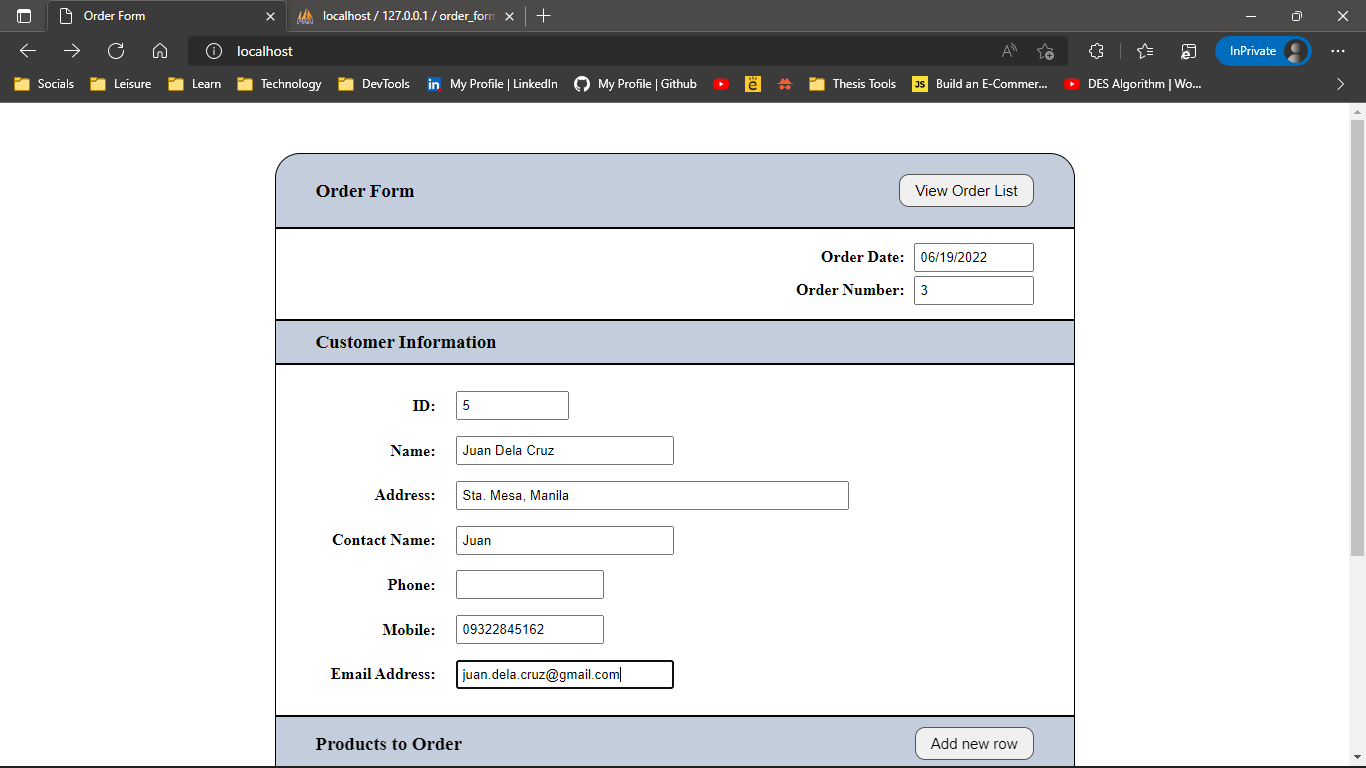 Order Form
localhost / 127.0.0.1 / order_form
localhost
InPrivate
Socials Leisure Learn Technology DevTools in My Profile | LinkedIn My Profile | Github é Thesis Tools JS Build an E-Commer... DES Algorithm | Wo...
Order Form View Order List
Order Date: 06/19/2022
Order Number: 3
Customer Information
ID: 5
Name: Juan Dela Cruz
Address: Sta. Mesa, Manila
Contact Name: Juan
Phone:
Mobile: 09322845162
Email Address: juan.dela.cruz@gmail.com
Products to Order Add new row